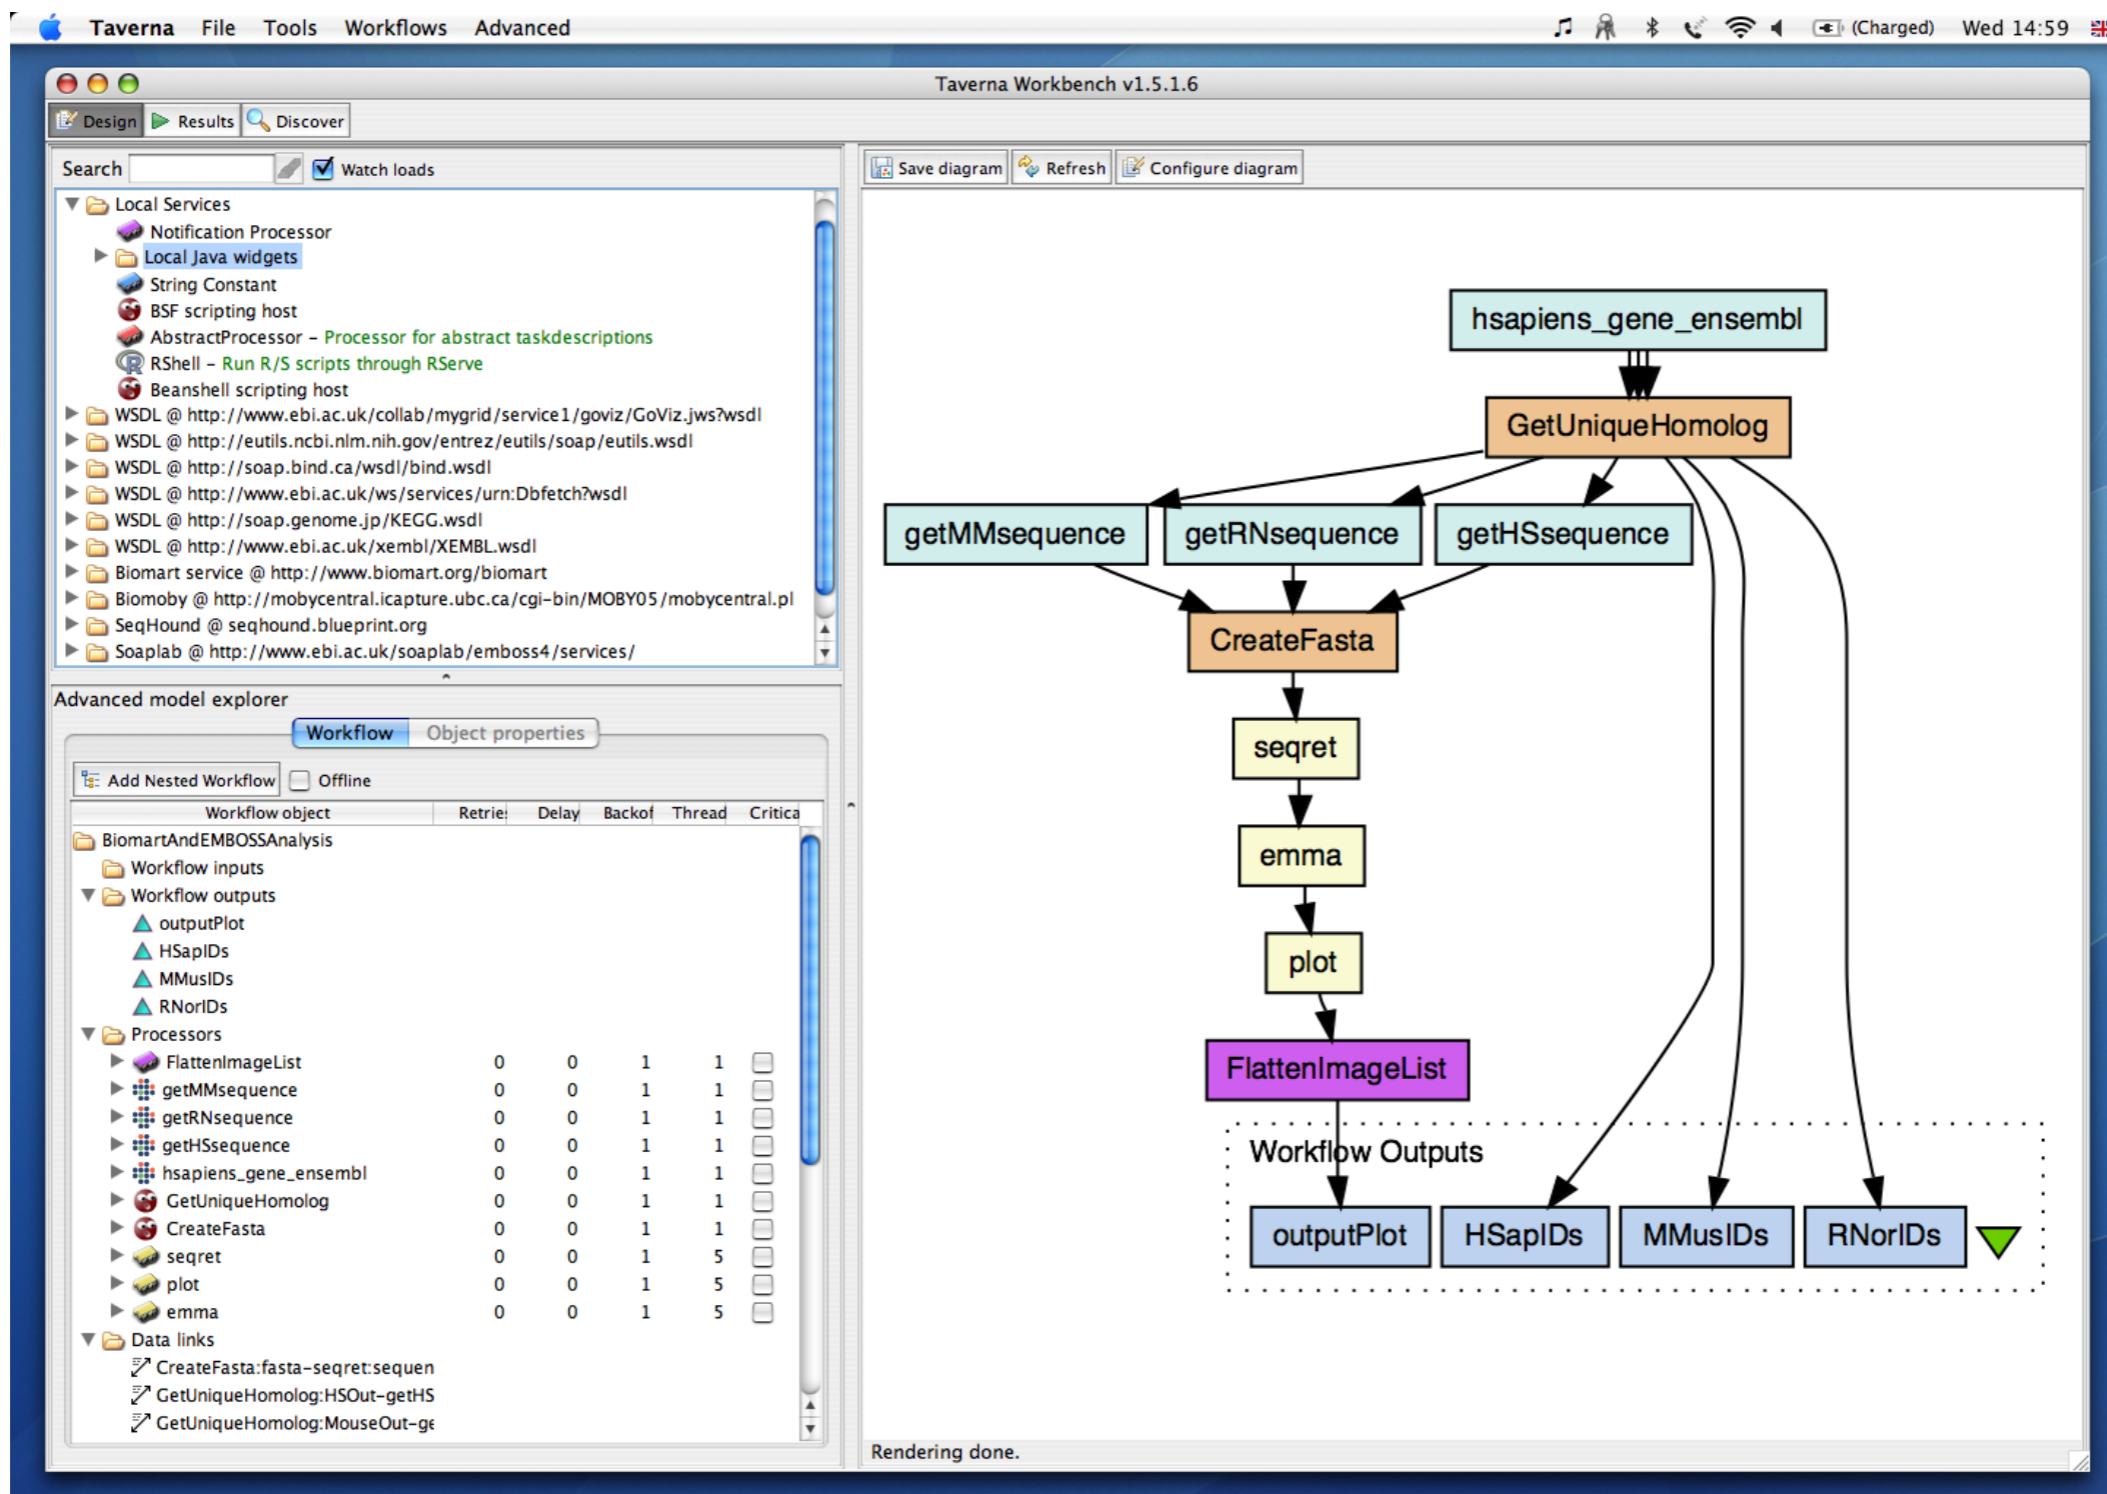 Taverna File Tools Workflows Advanced (Charged) Wed 14:59
Taverna Workbench v1.5.1.6
Design Results Discover
Search Watch loads
Local Services
Notification Processor
Local Java widgets
String Constant
BSF scripting host
AbstractProcessor – Processor for abstract taskdescriptions
RShell – Run R/S scripts through RServe
Beanshell scripting host
WSDL @ http://www.ebi.ac.uk/collab/mygrid/service1/goviz/GoViz.jws?wsdl
WSDL @ http://eutils.ncbi.nlm.nih.gov/entrez/eutils/soap/eutils.wsdl
WSDL @ http://soap.bind.ca/wsdl/bind.wsdl
WSDL @ http://www.ebi.ac.uk/ws/services/urn:Dbfetch?wsdl
WSDL @ http://soap.genome.jp/KEGG.wsdl
WSDL @ http://www.ebi.ac.uk/xembl/XEMBL.wsdl
Biomart service @ http://www.biomart.org/biomart
Biomoby @ http://mobycentral.icapture.ubc.ca/cgi-bin/MOBY05/mobycentral.pl
SeqHound @ seqhound.blueprint.org
Soaplab @ http://www.ebi.ac.uk/soaplab/emboss4/services/
Advanced model explorer
Workflow Object properties
Add Nested Workflow Offline
Workflow object Retrie Delay Backof Thread Critica
BiomartAndEMBOSSAnalysis
Workflow inputs
Workflow outputs
outputPlot
HSapIDs
MMusIDs
RNorIDs
Processors
FlattenImageList 0 0 1 1
getMMsequence 0 0 1 1
getRNsequence 0 0 1 1
getHSsequence 0 0 1 1
hsapiens_gene_ensembl 0 0 1 1
GetUniqueHomolog 0 0 1 1
CreateFasta 0 0 1 1
seqret 0 0 1 5
plot 0 0 1 5
emma 0 0 1 5
Data links
CreateFasta:fasta-seqret:sequen
GetUniqueHomolog:HSOut-getHS
GetUniqueHomolog:MouseOut-ge
Save diagram Refresh Configure diagram
hsapiens_gene_ensembl
GetUniqueHomolog
getMMsequence getRNsequence getHSsequence
CreateFasta
seqret
emma
plot
FlattenImageList
Workflow Outputs
outputPlot HSapIDs MMusIDs RNorIDs
Rendering done.